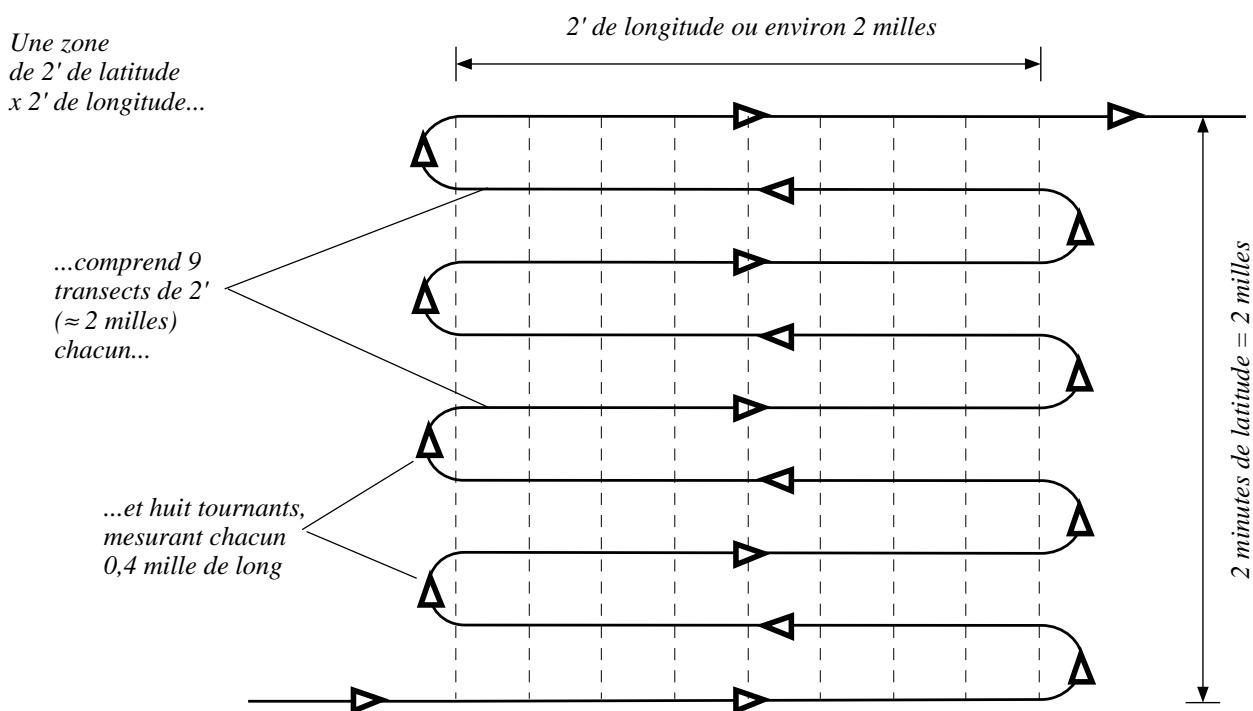 Une zone
de 2' de latitude
x 2' de longitude...
2' de longitude ou environ 2 milles
...comprend 9
transects de 2'
(≈ 2 milles)
chacun...
...et huit tournants,
mesurant chacun
0,4 mille de long
2 minutes de latitude = 2 milles